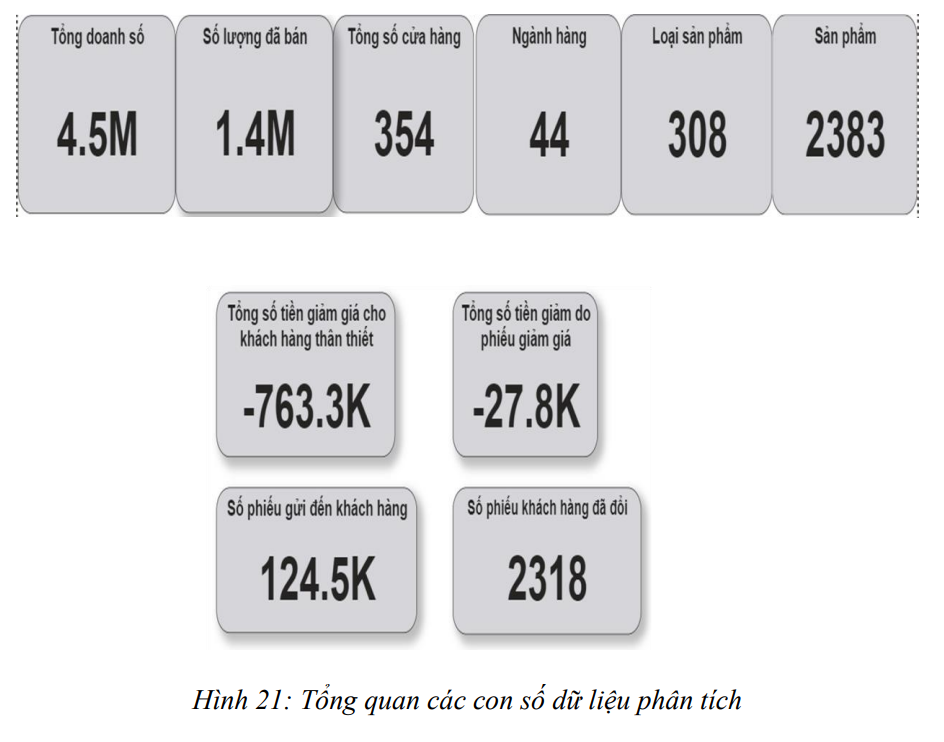 Tổng doanh số
4.5M
Số lượng đã bán
1.4M
Tổng số cửa hàng
354
Ngành hàng
44
Loại sản phẩm
308
Sản phẩm
2383
Tổng số tiền giảm giá cho
khách hàng thân thiết
-763.3K
Tổng số tiền giảm do
phiếu giảm giá
-27.8K
Số phiếu gửi đến khách hàng
124.5K
Số phiếu khách hàng đã đổi
2318
Hình 21: Tổng quan các con số dữ liệu phân tích